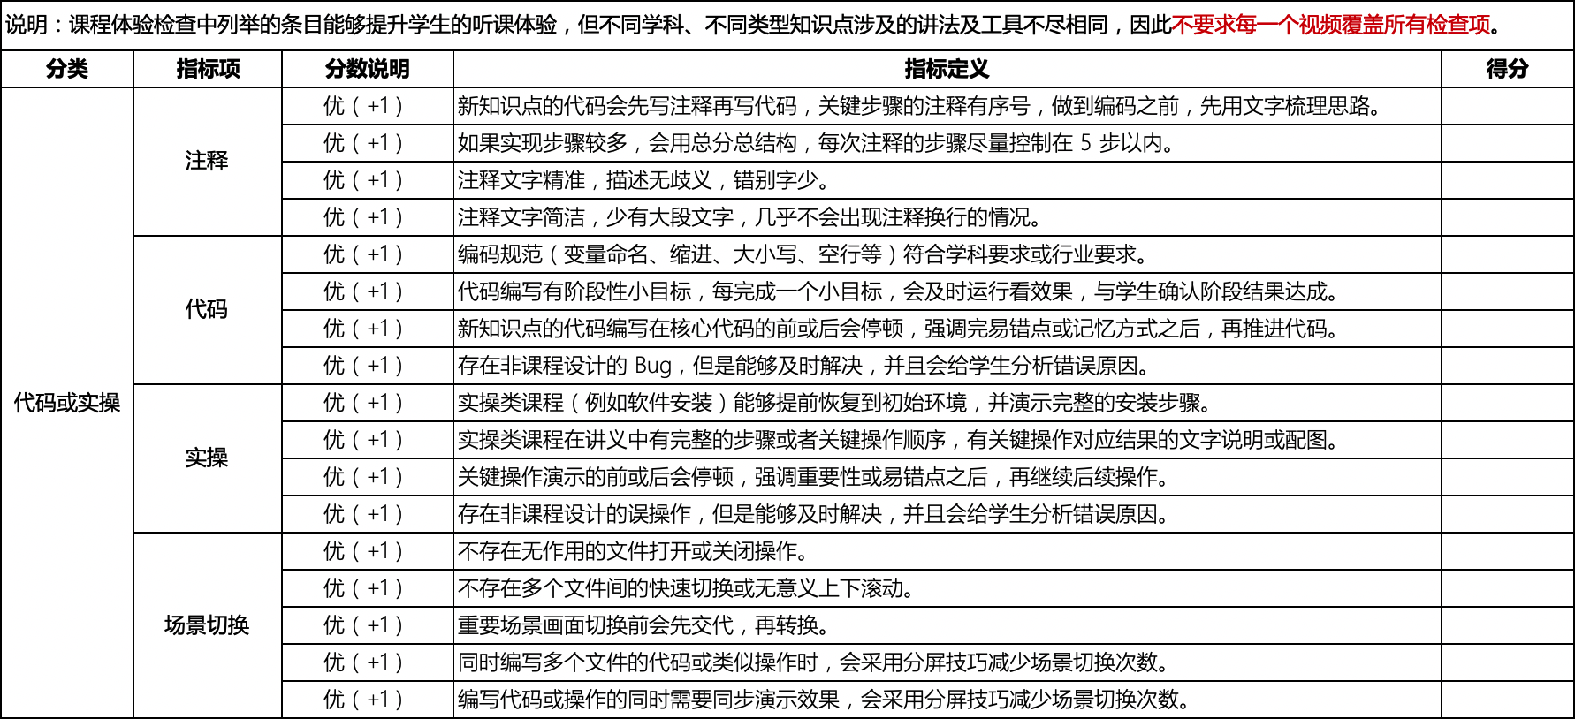 说明：课程体验检查中列举的条目能够提升学生的听课体验，但不同学科、不同类型知识点涉及的讲法及工具不尽相同，因此不要求每一个视频覆盖所有检查项。
分类 指标项 分数说明 指标定义 得分
代码或实操
注释
优（+1） 新知识点的代码会先写注释再写代码，关键步骤的注释有序号，做到编码之前，先用文字梳理思路。
优（+1） 如果实现步骤较多，会用总分总结构，每次注释的步骤尽量控制在 5 步以内。
优（+1） 注释文字精准，描述无歧义，错别字少。
优（+1） 注释文字简洁，少有大段文字，几乎不会出现注释换行的情况。
代码
优（+1） 编码规范（变量命名、缩进、大小写、空行等）符合学科要求或行业要求。
优（+1） 代码编写有阶段性小目标，每完成一个小目标，会及时运行看效果，与学生确认阶段结果达成。
优（+1） 新知识点的代码编写在核心代码的前或后会停顿，强调完易错点或记忆方式之后，再推进代码。
优（+1） 存在非课程设计的 Bug，但是能够及时解决，并且会给学生分析错误原因。
实操
优（+1） 实操类课程（例如软件安装）能够提前恢复到初始环境，并演示完整的安装步骤。
优（+1） 实操类课程在讲义中有完整的步骤或者关键操作顺序，有关键操作对应结果的文字说明或配图。
优（+1） 关键操作演示的前或后会停顿，强调重要性或易错点之后，再继续后续操作。
优（+1） 存在非课程设计的误操作，但是能够及时解决，并且会给学生分析错误原因。
场景切换
优（+1） 不存在无作用的文件打开或关闭操作。
优（+1） 不存在多个文件间的快速切换或无意义上下滚动。
优（+1） 重要场景画面切换前会先交代，再转换。
优（+1） 同时编写多个文件的代码或类似操作时，会采用分屏技巧减少场景切换次数。
优（+1） 编写代码或操作的同时需要同步演示效果，会采用分屏技巧减少场景切换次数。